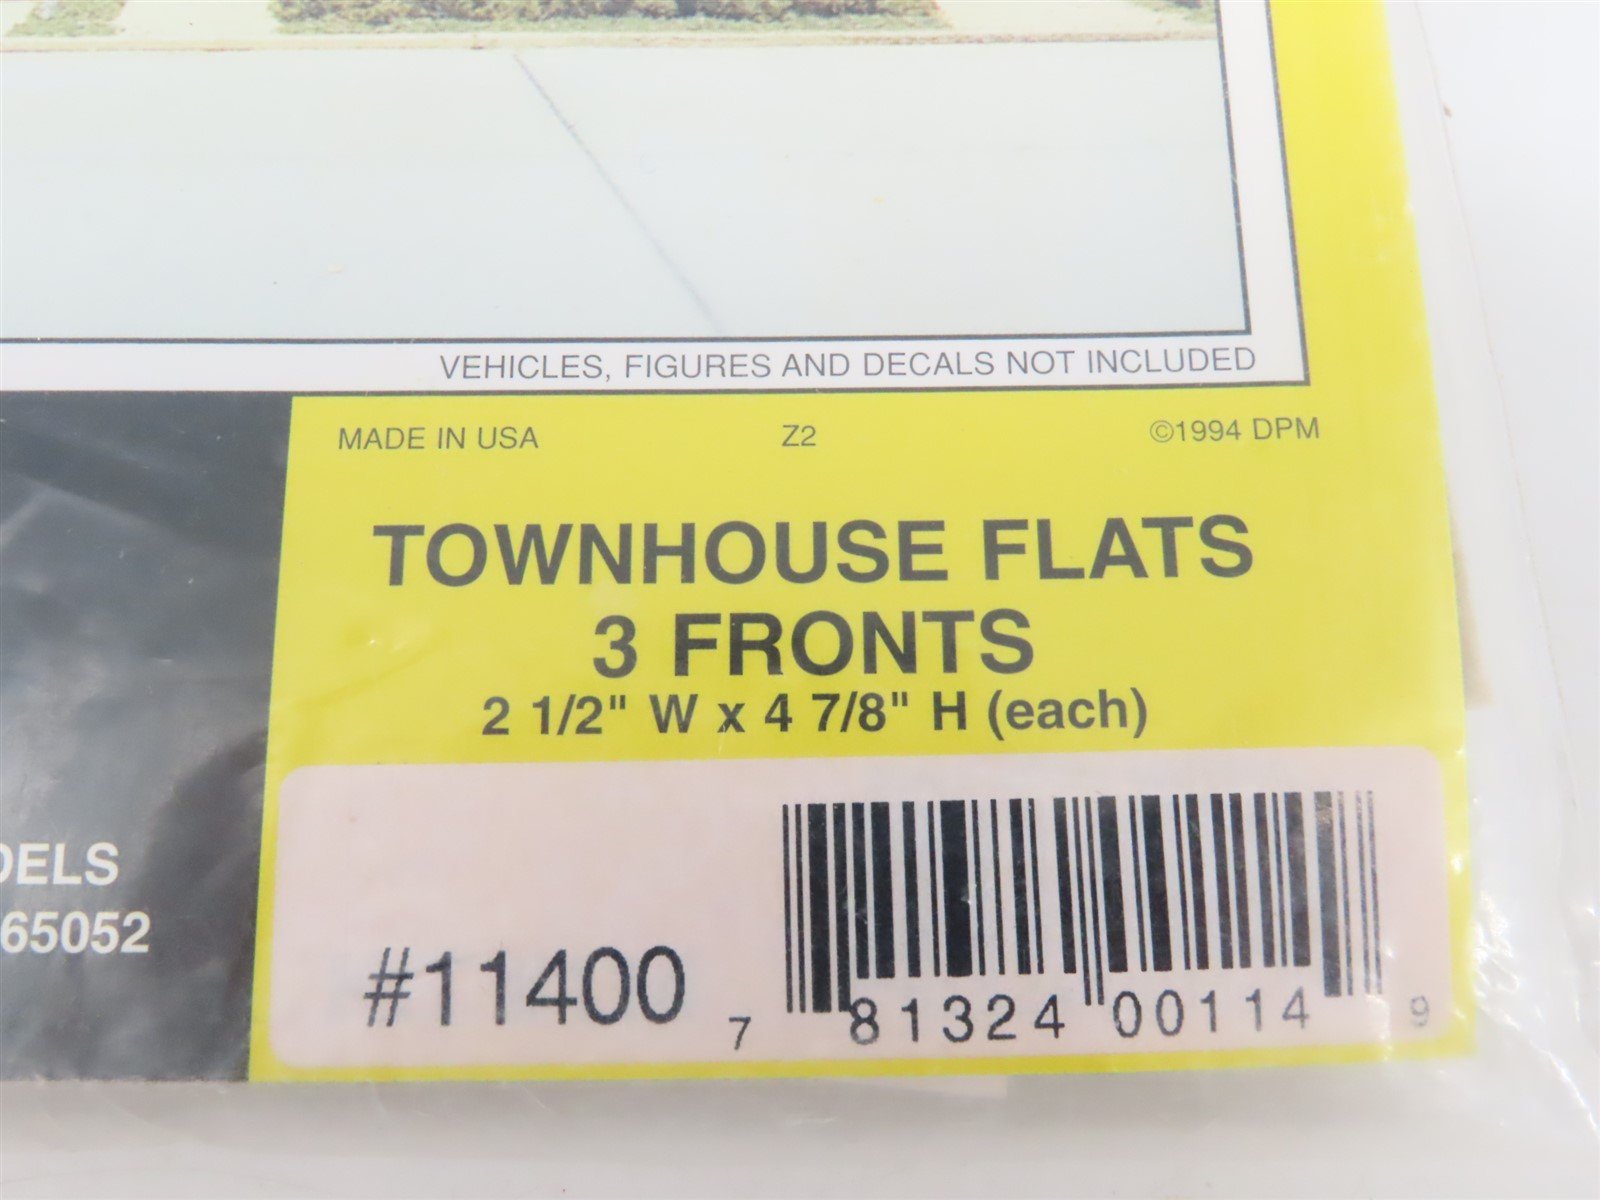 VEHICLES, FIGURES AND DECALS NOT INCLUDED
MADE IN USA Z2 ©1994 DPM
TOWNHOUSE FLATS
3 FRONTS
2 1/2" W x 4 7/8" H (each)
DELS
65052
#11400
7 81324 00114 9